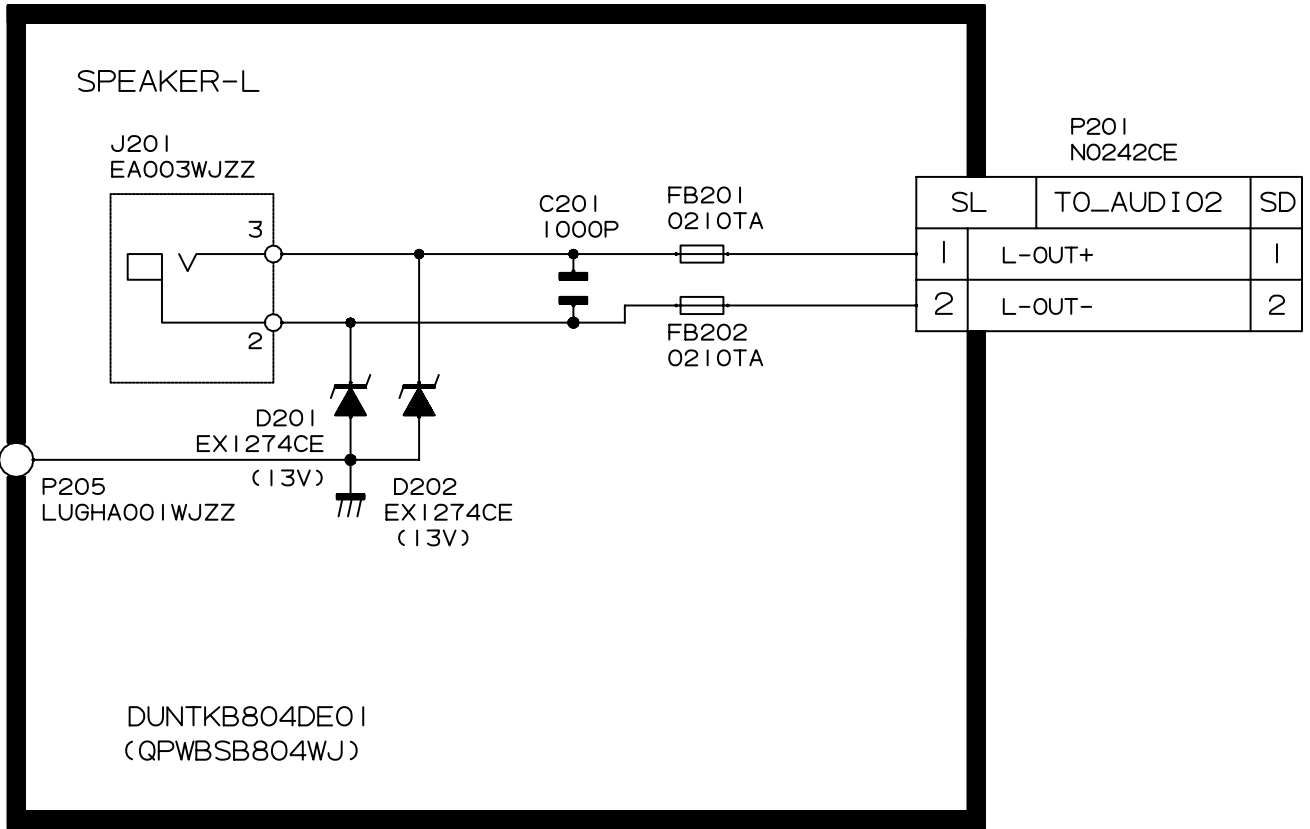 SPEAKER-L
J201
EA003WJZZ
3
2
C201
1000P
FB201
0210TA
FB202
0210TA
P201
N0242CE
SL TO_AUDIO2 SD
1 L-OUT+ 1
2 L-OUT- 2
D201
EX1274CE
(13V)
D202
EX1274CE
(13V)
P205
LUGHA001WJZZ
DUNTKB804DE01
(QPWBSB804WJ)